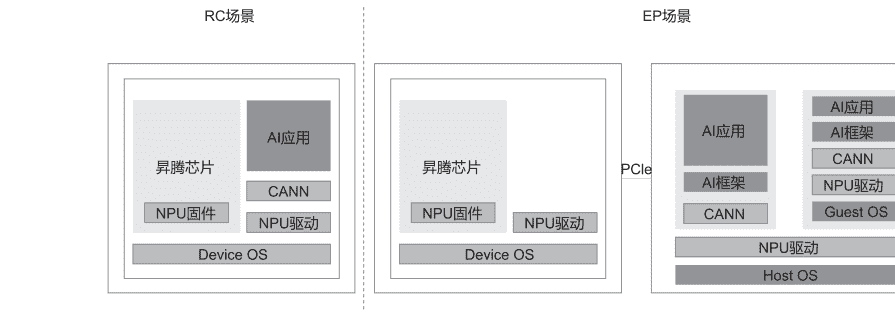 RC场景
EP场景
昇腾芯片
NPU固件
AI应用
CANN
NPU驱动
Device OS
昇腾芯片
NPU固件
NPU驱动
Device OS
PCIe
AI应用
AI框架
CANN
AI应用
AI框架
CANN
NPU驱动
Guest OS
NPU驱动
Host OS